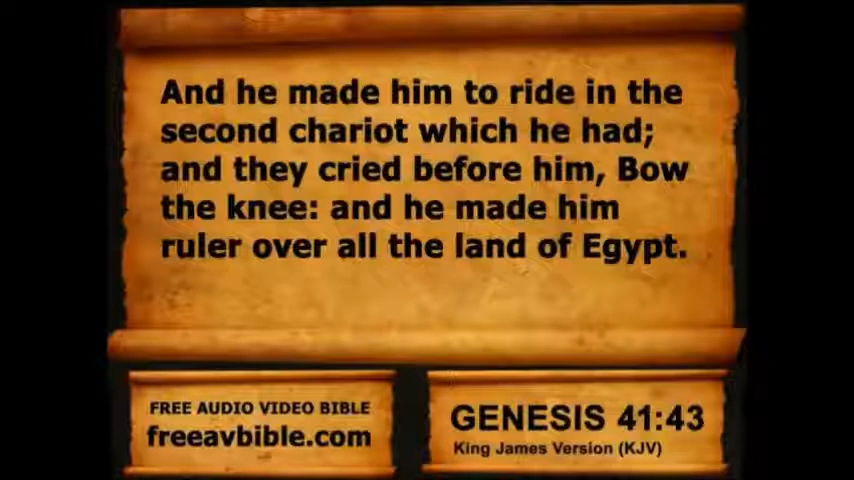 And he made him to ride in the
second chariot which he had;
and they cried before him, Bow
the knee: and he made him
ruler over all the land of Egypt.
FREE AUDIO VIDEO BIBLE
freeavbible.com
GENESIS 41:43
King James Version (KJV)